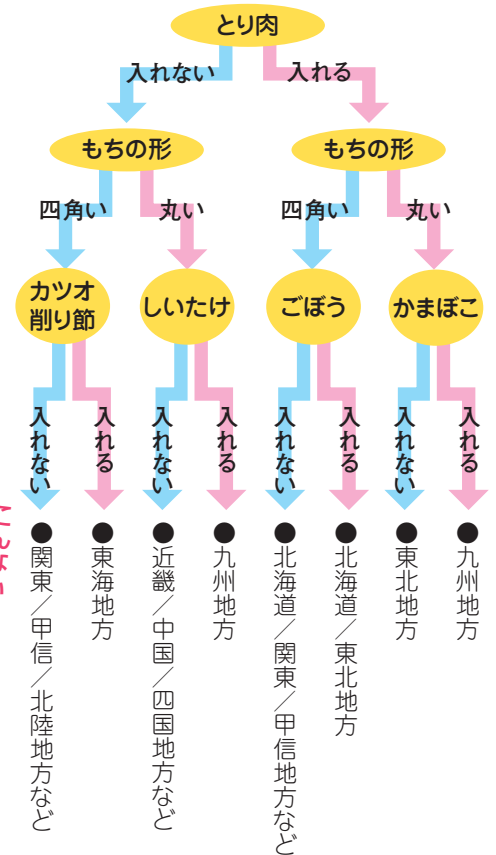 とり肉
入れない
入れる
もちの形
もちの形
四角い
丸い
四角い
丸い
カツオ
削り節
しいたけ
ごぼう
かまぼこ
入れない
入れる
入れない
入れる
入れない
入れる
入れない
入れる
●関東／甲信／北陸地方など
●東海地方
●近畿／中国／四国地方など
●九州地方
●北海道／関東／甲信地方など
●北海道／東北地方
●東北地方
●九州地方